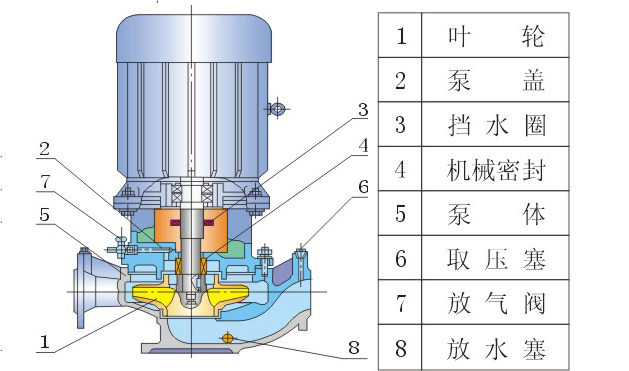 2
7
5
1
3
4
6
8
1 叶 轮
2 泵 盖
3 挡 水 圈
4 机械密封
5 泵 体
6 取 压 塞
7 放 气 阀
8 放 水 塞